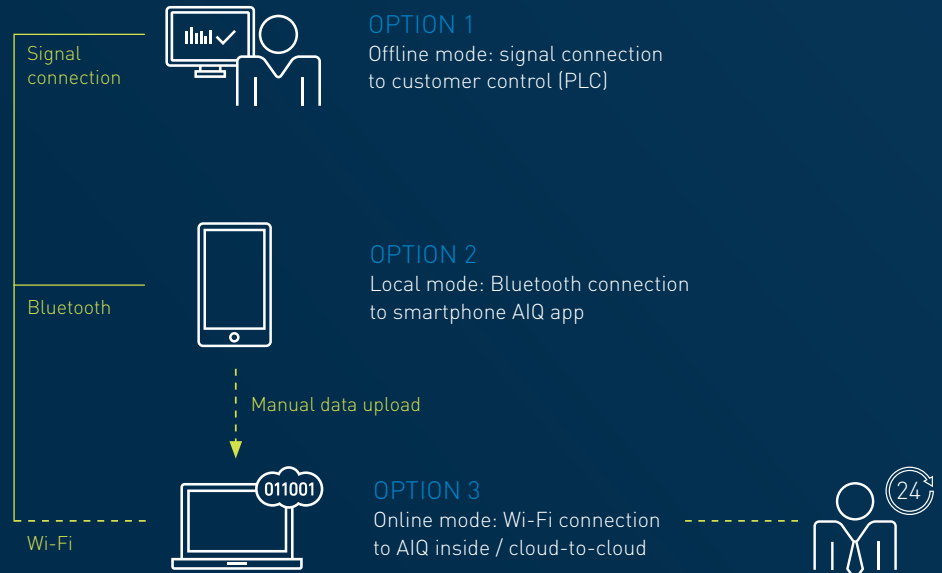 Signal
connection
OPTION 1
Offline mode: signal connection
to customer control (PLC)
Bluetooth
OPTION 2
Local mode: Bluetooth connection
to smartphone AIQ app
Manual data upload
011001
Wi-Fi
OPTION 3
Online mode: Wi-Fi connection
to AIQ inside / cloud-to-cloud
24